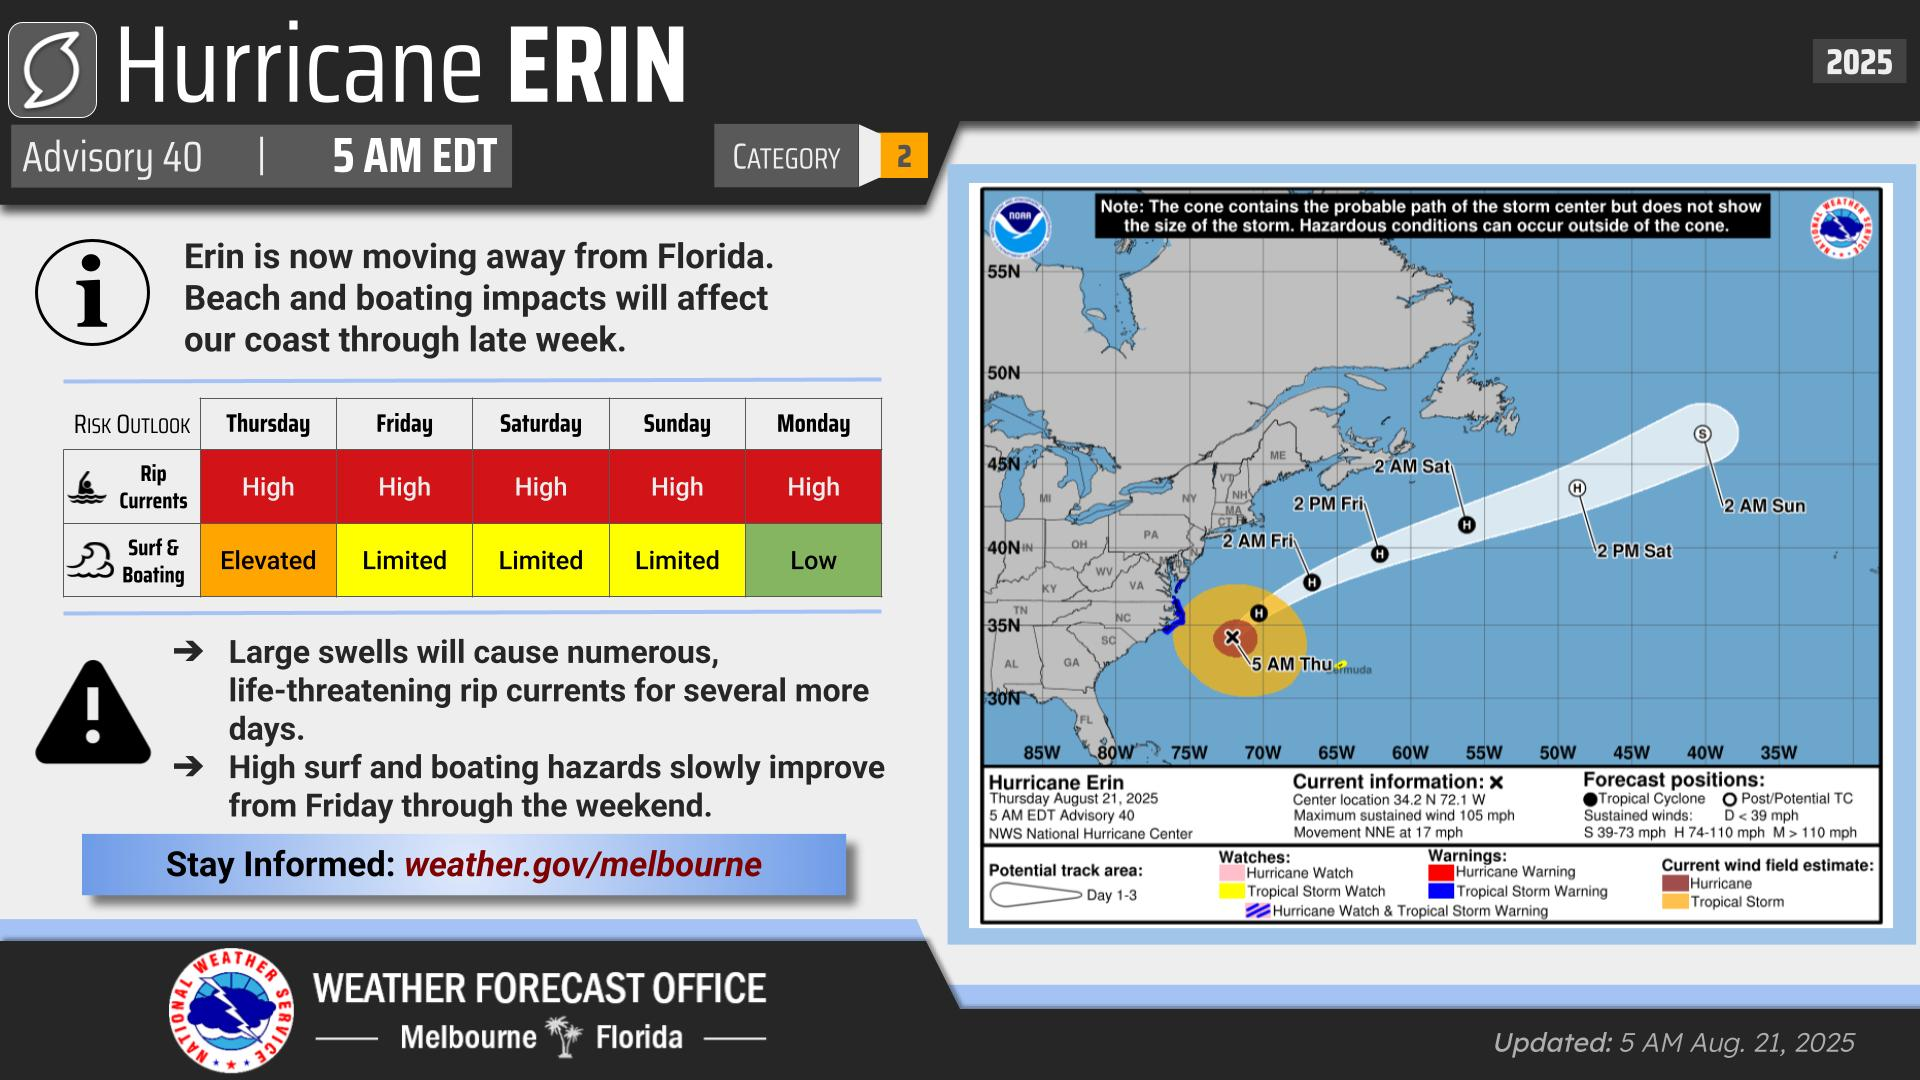 Hurricane ERIN
2025
Advisory 40 | 5 AM EDT
CATEGORY 2
Erin is now moving away from Florida.
Beach and boating impacts will affect
our coast through late week.
RISK OUTLOOK Thursday Friday Saturday Sunday Monday
Rip
Currents
High High High High High
Surf &
Boating
Elevated Limited Limited Limited Low
➔ Large swells will cause numerous,
life-threatening rip currents for several more
days.
➔ High surf and boating hazards slowly improve
from Friday through the weekend.
Stay Informed: weather.gov/melbourne
NATIONAL WEATHER SERVICE
WEATHER FORECAST OFFICE
Melbourne Florida
NOAA
Note: The cone contains the probable path of the storm center but does not show
the size of the storm. Hazardous conditions can occur outside of the cone.
NATIONAL WEATHER SERVICE
55N
50N
45N
40N
35N
30N
ME
VT
NH
MA
CT
NY
MI
PA
OH
IN
WV
VA
KY
TN
NC
SC
AL
GA
FL
2 AM Sun
2 PM Sat
2 AM Sat
2 PM Fri
2 AM Fri
5 AM Thu
85W 80W 75W 70W 65W 60W 55W 50W 45W 40W 35W
Hurricane Erin
Thursday August 21, 2025
5 AM EDT Advisory 40
NWS National Hurricane Center
Current information: ✖
Center location 34.2 N 72.1 W
Maximum sustained wind 105 mph
Movement NNE at 17 mph
Forecast positions:
Tropical Cyclone Post/Potential TC
Sustained winds: D < 39 mph
S 39-73 mph H 74-110 mph M > 110 mph
Potential track area:
Day 1-3
Watches:
Hurricane Watch
Tropical Storm Watch
Warnings:
Hurricane Warning
Tropical Storm Warning
Hurricane Watch & Tropical Storm Warning
Current wind field estimate:
Hurricane
Tropical Storm
Updated: 5 AM Aug. 21, 2025